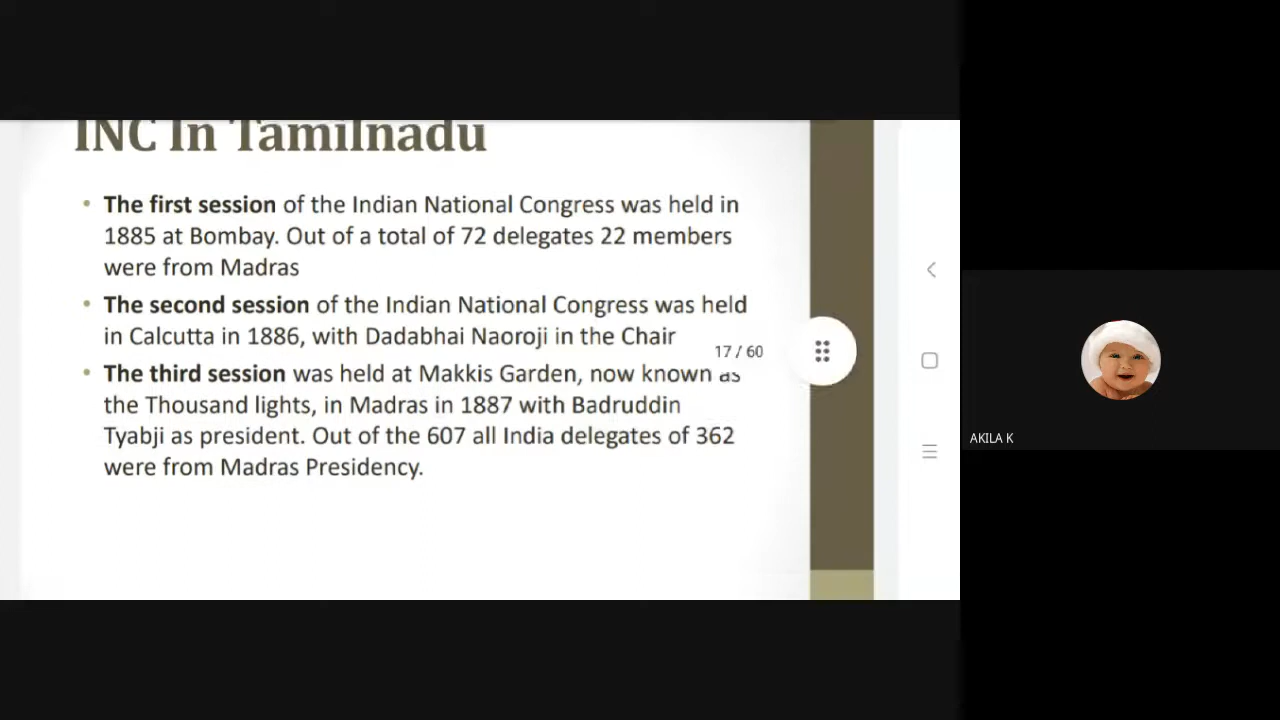 INC In Tamilnadu
• The first session of the Indian National Congress was held in
1885 at Bombay. Out of a total of 72 delegates 22 members
were from Madras
• The second session of the Indian National Congress was held
in Calcutta in 1886, with Dadabhai Naoroji in the Chair
17 / 60
• The third session was held at Makkis Garden, now known as
the Thousand lights, in Madras in 1887 with Badruddin
Tyabji as president. Out of the 607 all India delegates of 362
were from Madras Presidency.
AKILA K